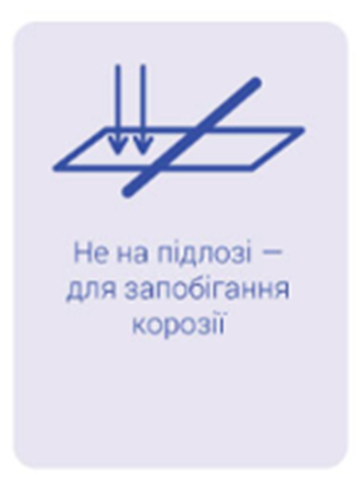 Не на підлозі —
для запобігання
корозії